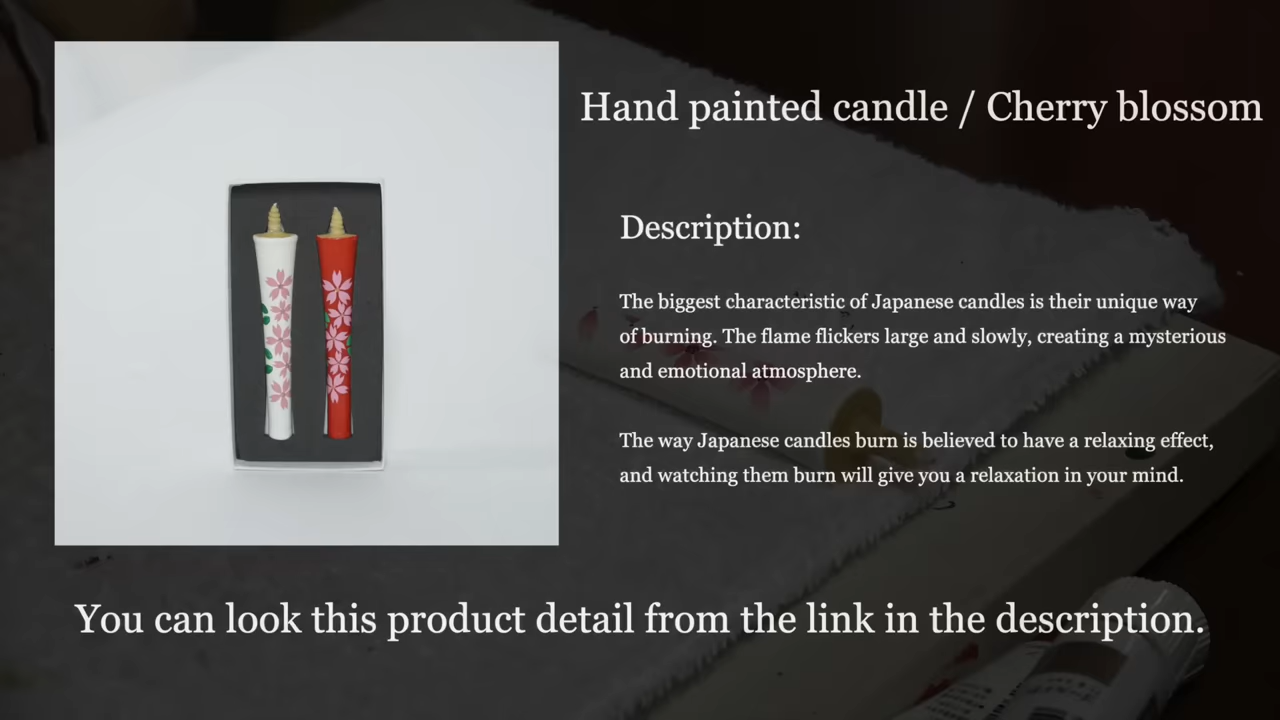 Hand painted candle / Cherry blossom
Description:
The biggest characteristic of Japanese candles is their unique way
of burning. The flame flickers large and slowly, creating a mysterious
and emotional atmosphere.
The way Japanese candles burn is believed to have a relaxing effect,
and watching them burn will give you a relaxation in your mind.
You can look this product detail from the link in the description.